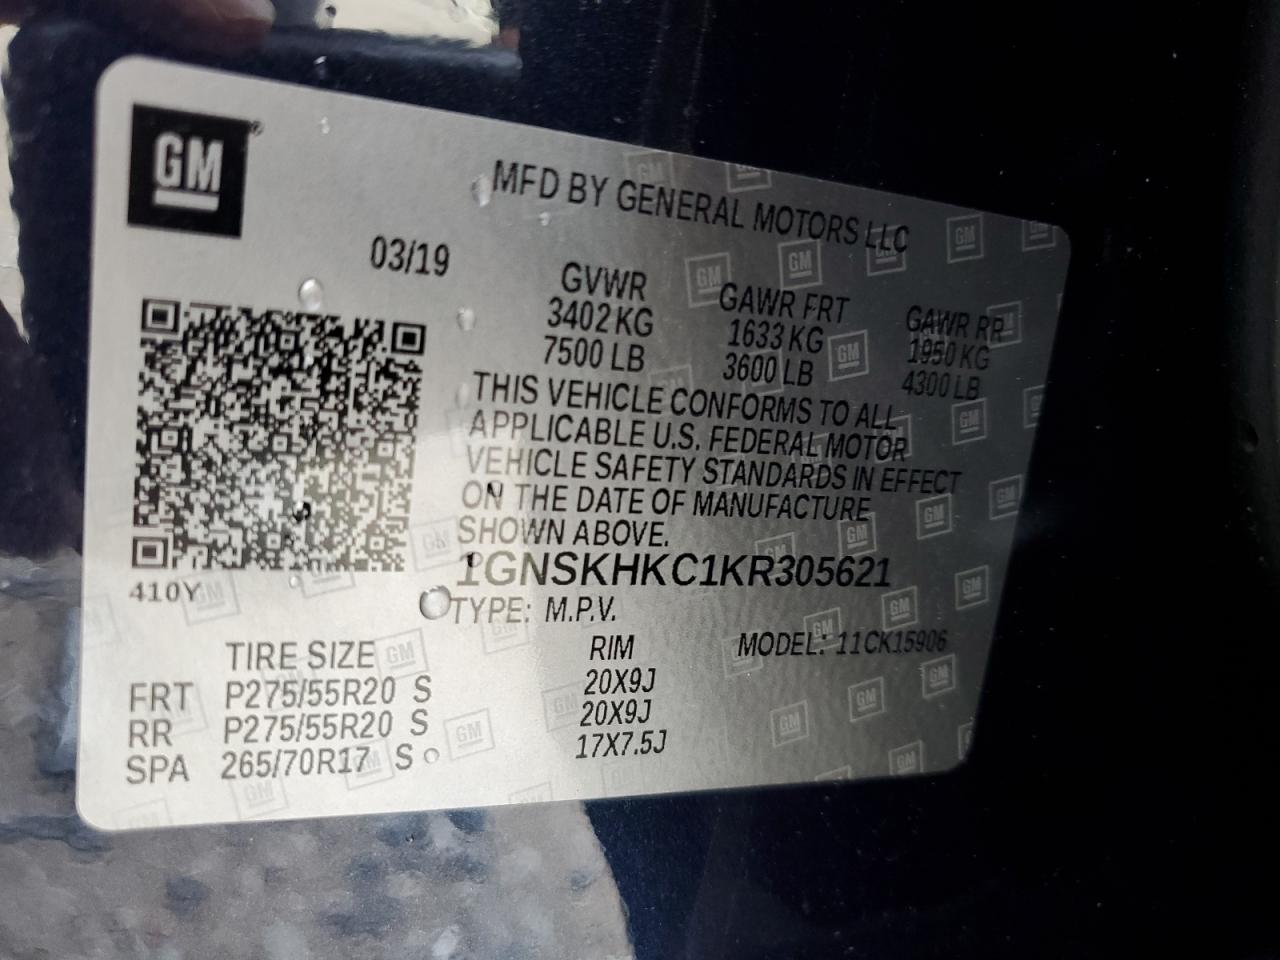 GM
MFD BY GENERAL MOTORS LLC
03/19
GVWR GAWR FRT GAWR RR
3402 KG 1633 KG 1950 KG
7500 LB 3600 LB 4300 LB
THIS VEHICLE CONFORMS TO ALL
APPLICABLE U.S. FEDERAL MOTOR
VEHICLE SAFETY STANDARDS IN EFFECT
ON THE DATE OF MANUFACTURE
SHOWN ABOVE.
1GNSKHKC1KR305621
410Y
TYPE: M.P.V.
MODEL: 11CK15906
TIRE SIZE RIM
FRT P275/55R20 S 20X9J
RR P275/55R20 S 20X9J
SPA 265/70R17 S 17X7.5J